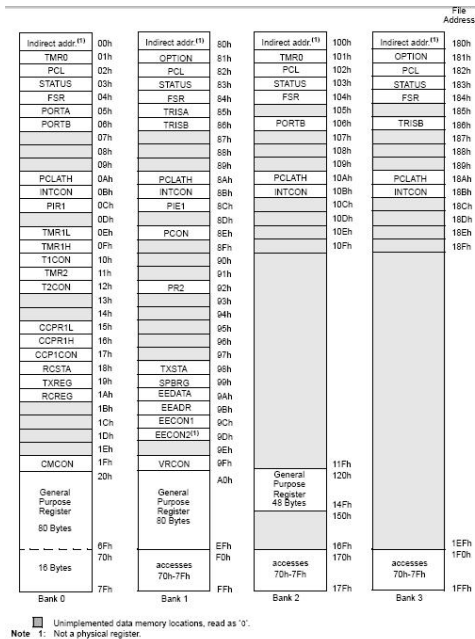 File
Address
Indirect addr.(1) 00h Indirect addr.(1) 80h Indirect addr.(1) 100h Indirect addr.(1) 180h
TMR0 01h OPTION 81h TMR0 101h OPTION 181h
PCL 02h PCL 82h PCL 102h PCL 182h
STATUS 03h STATUS 83h STATUS 103h STATUS 183h
FSR 04h FSR 84h FSR 104h FSR 184h
PORTA 05h TRISA 85h 105h 185h
PORTB 06h TRISB 86h PORTB 106h TRISB 186h
07h 87h 107h 187h
08h 88h 108h 188h
09h 89h 109h 189h
PCLATH 0Ah PCLATH 8Ah PCLATH 10Ah PCLATH 18Ah
INTCON 0Bh INTCON 8Bh INTCON 10Bh INTCON 18Bh
PIR1 0Ch PIE1 8Ch 10Ch 18Ch
0Dh 8Dh 10Dh 18Dh
TMR1L 0Eh PCON 8Eh 10Eh 18Eh
TMR1H 0Fh 8Fh 10Fh 18Fh
T1CON 10h 90h
TMR2 11h 91h
T2CON 12h PR2 92h
13h 93h
14h 94h
CCPR1L 15h 95h
CCPR1H 16h 96h
CCP1CON 17h 97h
RCSTA 18h TXSTA 98h
TXREG 19h SPBRG 99h
RCREG 1Ah EEDATA 9Ah
1Bh EEADR 9Bh
1Ch EECON1 9Ch
1Dh EECON2(1) 9Dh
1Eh 9Eh
CMCON 1Fh VRCON 9Fh 11Fh
20h A0h General 120h
General General Purpose
Purpose Purpose Register
Register Register 48 Bytes 14Fh
80 Bytes 80 Bytes 150h
6Fh EFh 16Fh 1EFh
70h F0h 170h 1F0h
16 Bytes accesses accesses accesses
70h-7Fh 70h-7Fh 70h-7Fh
7Fh FFh 17Fh 1FFh
Bank 0 Bank 1 Bank 2 Bank 3
Unimplemented data memory locations, read as '0'.
Note 1: Not a physical register.